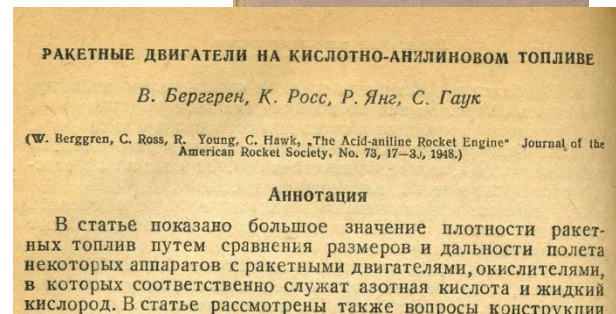 РАКЕТНЫЕ ДВИГАТЕЛИ НА КИСЛОТНО-АНИЛИНОВОМ ТОПЛИВЕ
В. Берггрен, К. Росс, Р. Янг, С. Гаук
(W. Berggren, C. Ross, R. Young, C. Hawk, „The Acid-aniline Rocket Engine“ Journal of the
American Rocket Society, No. 73, 17—30, 1948.)
Аннотация
В статье показано большое значение плотности ракет-
ных топлив путем сравнения размеров и дальности полета
некоторых аппаратов с ракетными двигателями, окислителями,
в которых соответственно служат азотная кислота и жидкий
кислород. В статье рассмотрены также вопросы конструкции